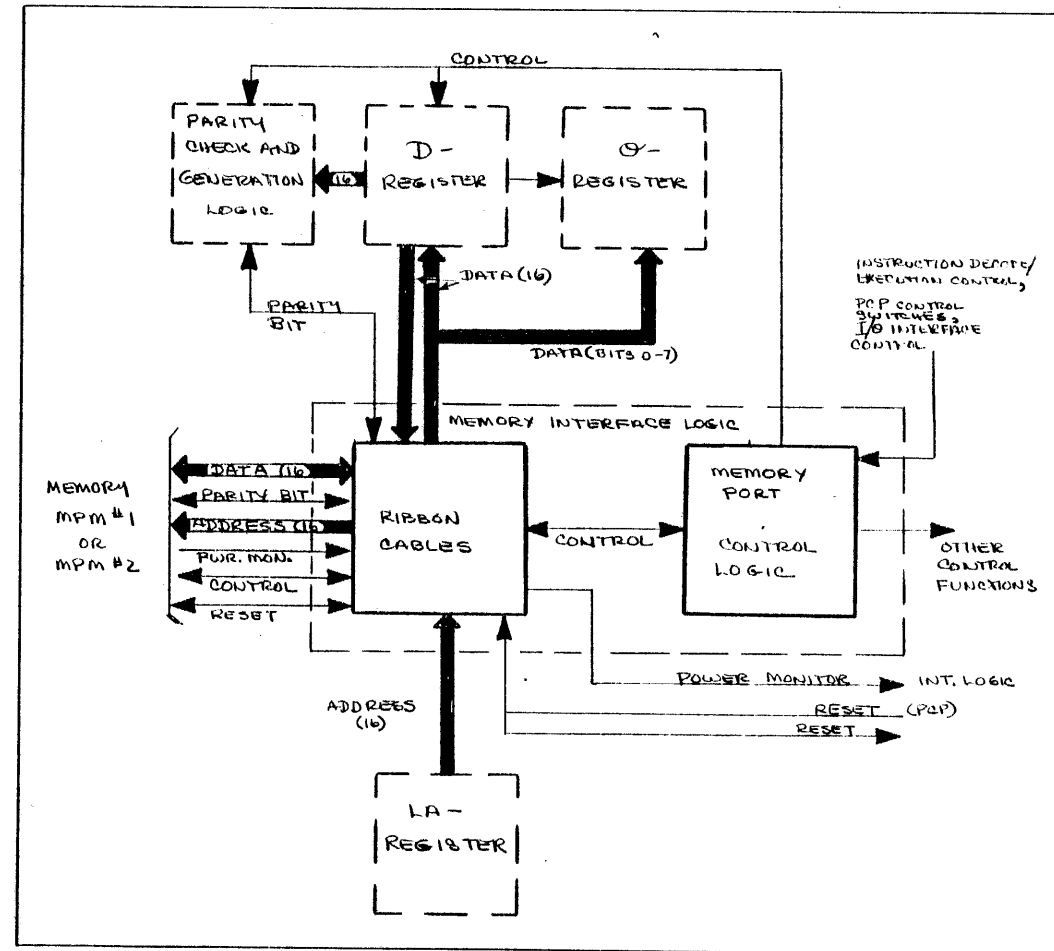 CONTROL
PARITY
CHECK AND
GENERATION
LOGIC
(16)
D-
REGISTER
O-
REGISTER
DATA (16)
PARITY
BIT
DATA (BITS 0-7)
INSTRUCTION DECODE/
EXECUTION CONTROL,
PCP CONTROL
SWITCHES,
I/O INTERFACE
CONTROL
MEMORY INTERFACE LOGIC
MEMORY
MPM #1
OR
MPM #2
DATA (16)
PARITY BIT
ADDRESS (16)
PWR. MON.
CONTROL
RESET
RIBBON
CABLES
CONTROL
MEMORY
PORT
CONTROL
LOGIC
OTHER
CONTROL
FUNCTIONS
POWER MONITOR INT. LOGIC
RESET (PCP)
RESET
ADDRESS
(16)
LA-
REGISTER